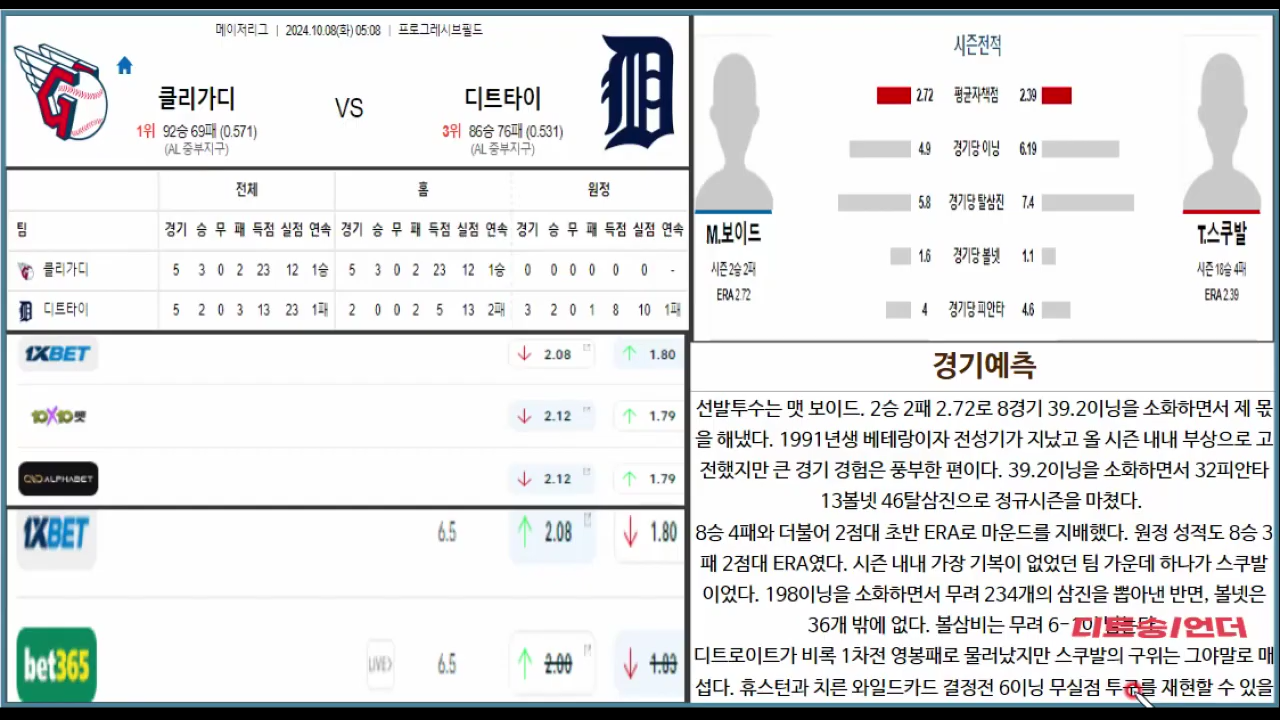 메이저리그 | 2024.10.08(화) 05:08 | 프로그레시브필드
클리가디
VS
디트타이
1위 92승 69패 (0.571)
(AL 중부지구)
3위 86승 76패 (0.531)
(AL 중부지구)
전체 홈 원정
팀 경기 승 무 패 득점 실점 연속 경기 승 무 패 득점 실점 연속 경기 승 무 패 득점 실점 연속
클리가디 5 3 0 2 23 12 1승 5 3 0 2 23 12 1승 0 0 0 0 0 0 -
디트타이 5 2 0 3 13 23 1패 2 0 0 2 5 13 2패 3 2 0 1 8 10 1패
1XBET 2.08 1.80
10X10벳 2.12 1.79
ALPHABET 2.12 1.79
1XBET 6.5 2.08 1.80
bet365 LIVE 6.5 2.00 1.83
시즌전적
2.72 평균자책점 2.39
4.9 경기당 이닝 6.19
5.8 경기당 탈삼진 7.4
1.6 경기당 볼넷 1.1
4 경기당 피안타 4.6
M.보이드
시즌 2승 2패
ERA 2.72
T.스쿠발
시즌 18승 4패
ERA 2.39
경기예측
선발투수는 맷 보이드. 2승 2패 2.72로 8경기 39.2이닝을 소화하면서 제 몫
을 해냈다. 1991년생 베테랑이자 전성기가 지났고 올 시즌 내내 부상으로 고
전했지만 큰 경기 경험은 풍부한 편이다. 39.2이닝을 소화하면서 32피안타
13볼넷 46탈삼진으로 정규시즌을 마쳤다.
8승 4패와 더불어 2점대 초반 ERA로 마운드를 지배했다. 원정 성적도 8승 3
패 2점대 ERA였다. 시즌 내내 가장 기복이 없었던 팀 가운데 하나가 스쿠발
이었다. 198이닝을 소화하면서 무려 234개의 삼진을 뽑아낸 반면, 볼넷은
36개 밖에 없다. 볼삼비는 무려 6-
디트승/언더
디트로이트가 비록 1차전 영봉패로 물러났지만 스쿠발의 구위는 그야말로 매
섭다. 휴스턴과 치른 와일드카드 결정전 6이닝 무실점 투구를 재현할 수 있을